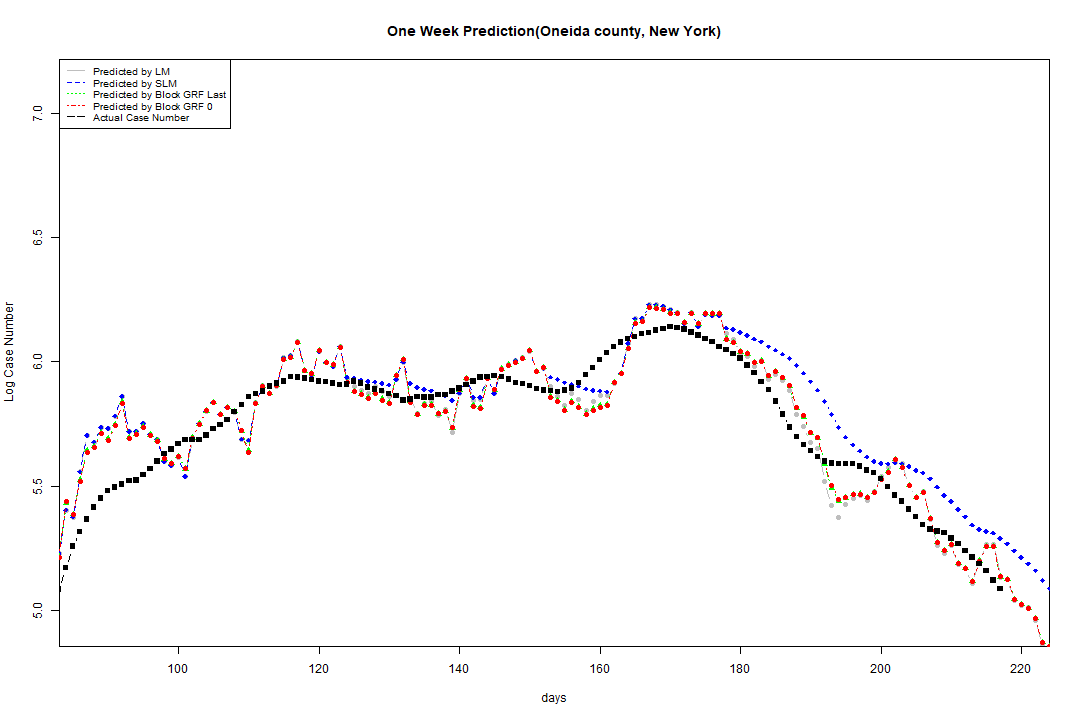 One Week Prediction(Oneida county, New York)
Predicted by LM
Predicted by SLM
Predicted by Block GRF Last
Predicted by Block GRF 0
Actual Case Number
7.0
6.5
6.0
5.5
5.0
Log Case Number
100 120 140 160 180 200 220
days